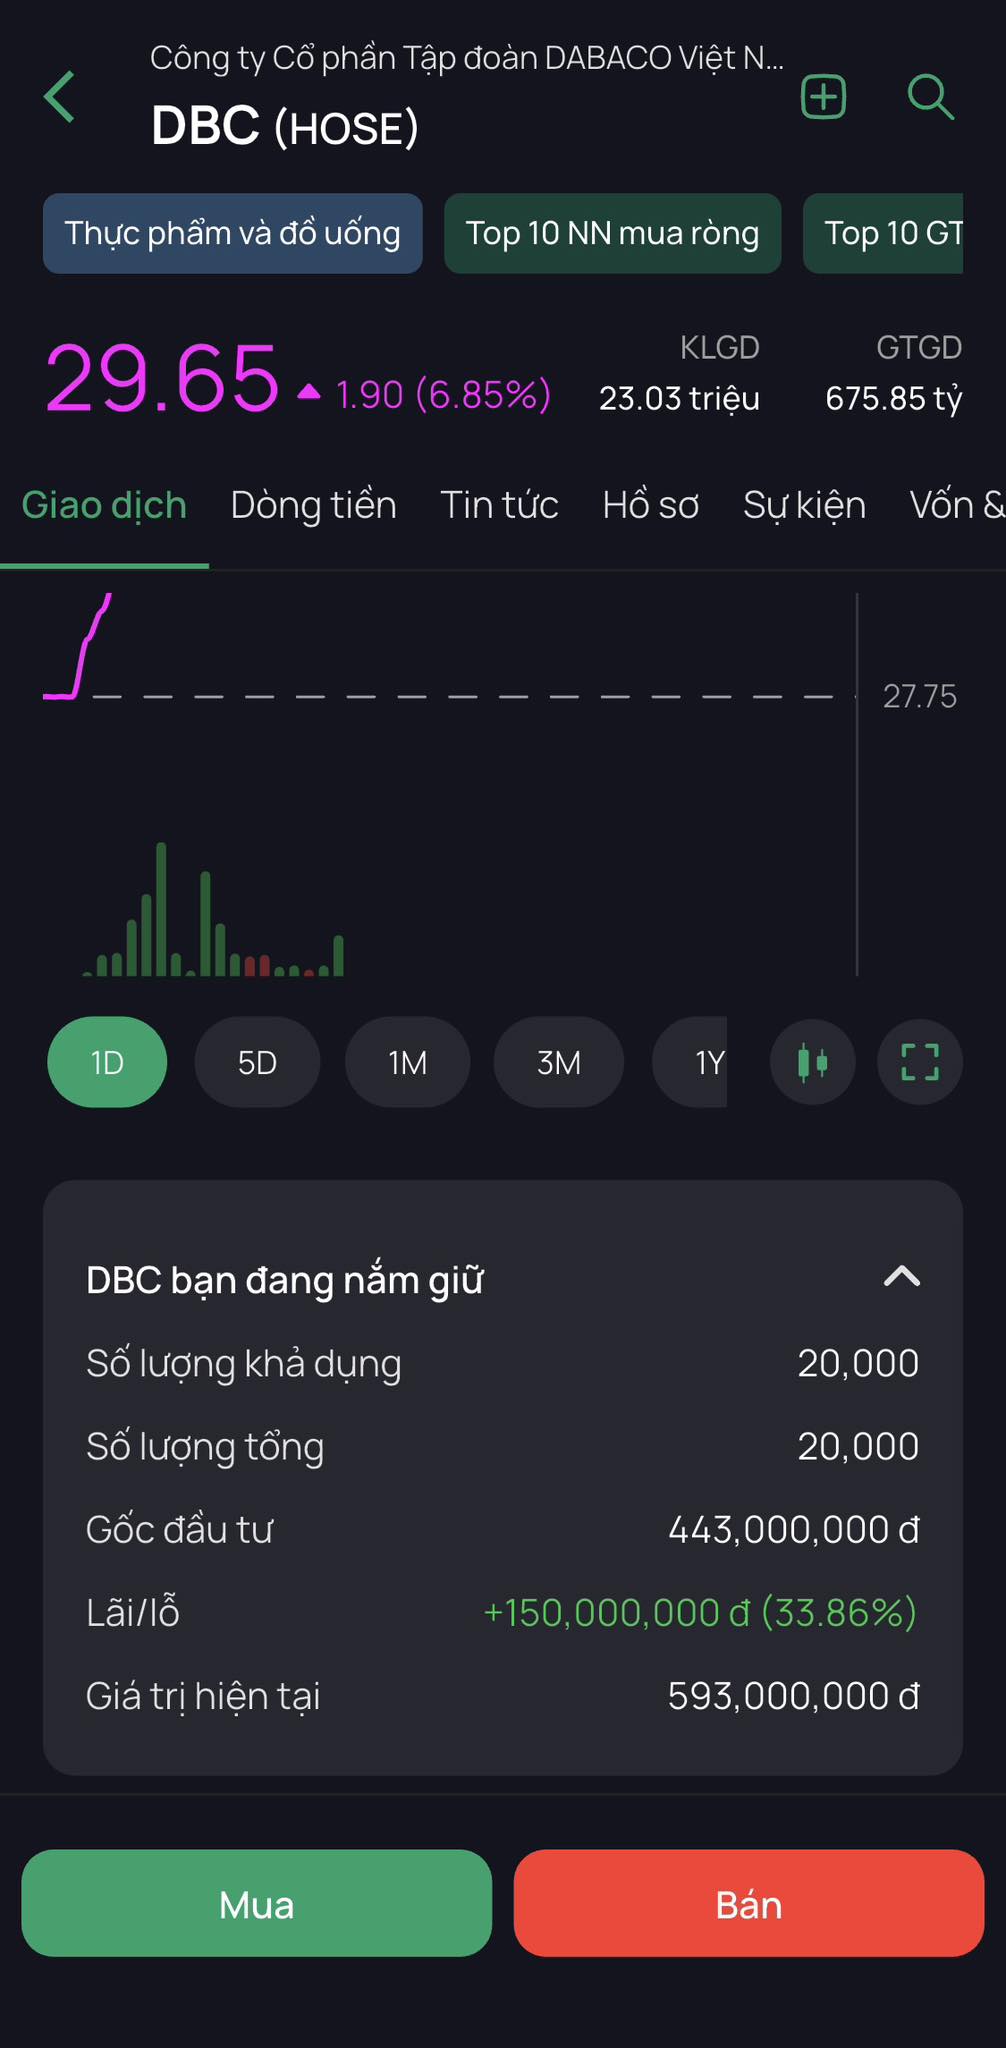 Công ty Cổ phần Tập đoàn DABACO Việt N...
DBC (HOSE)
Thực phẩm và đồ uống
Top 10 NN mua ròng
Top 10 GT
29.65 ▲ 1.90 (6.85%)
KLGD
23.03 triệu
GTGD
675.85 tỷ
Giao dịch
Dòng tiền
Tin tức
Hồ sơ
Sự kiện
Vốn &
27.75
1D
5D
1M
3M
1Y
DBC bạn đang nắm giữ
Số lượng khả dụng 20,000
Số lượng tổng 20,000
Gốc đầu tư 443,000,000 đ
Lãi/lỗ +150,000,000 đ (33.86%)
Giá trị hiện tại 593,000,000 đ
Mua
Bán